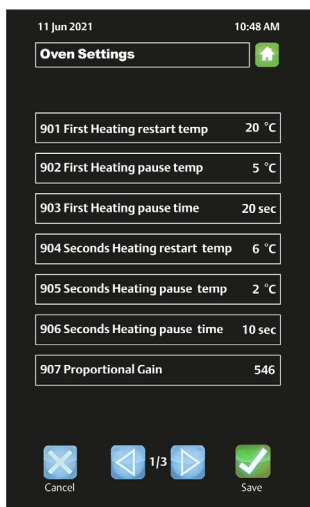 11 Jun 2021 10:48 AM
Oven Settings
901 First Heating restart temp 20 °C
902 First Heating pause temp 5 °C
903 First Heating pause time 20 sec
904 Seconds Heating restart temp 6 °C
905 Seconds Heating pause temp 2 °C
906 Seconds Heating pause time 10 sec
907 Proportional Gain 546
1/3
Cancel Save